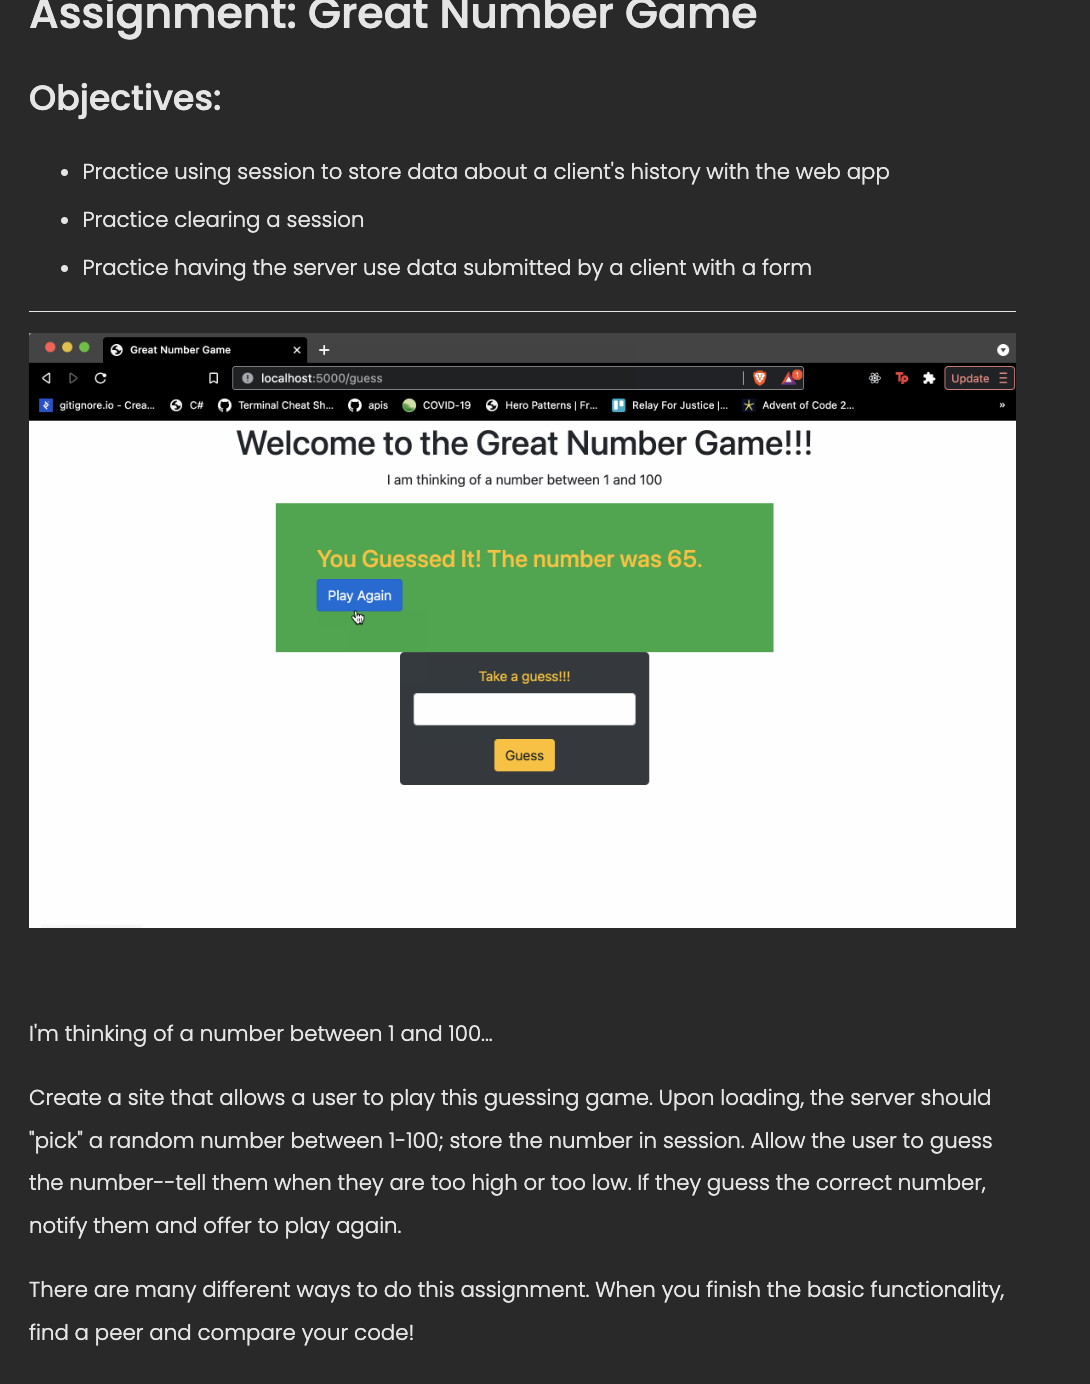 Assignment: Great Number Game
Objectives:
Practice using session to store data about a client's history with the web app
Practice clearing a session
Practice having the server use data submitted by a client with a form
Great Number Game
localhost:5000/guess
1
Tp
Update
gitignore.io - Crea...
C#
Terminal Cheat Sh...
apis
COVID-19
Hero Patterns | Fr...
Relay For Justice |...
Advent of Code 2...
»
Welcome to the Great Number Game!!!
I am thinking of a number between 1 and 100
You Guessed It! The number was 65.
Play Again
Take a guess!!!
Guess
I'm thinking of a number between 1 and 100...
Create a site that allows a user to play this guessing game. Upon loading, the server should
"pick" a random number between 1-100; store the number in session. Allow the user to guess
the number--tell them when they are too high or too low. If they guess the correct number,
notify them and offer to play again.
There are many different ways to do this assignment. When you finish the basic functionality,
find a peer and compare your code!